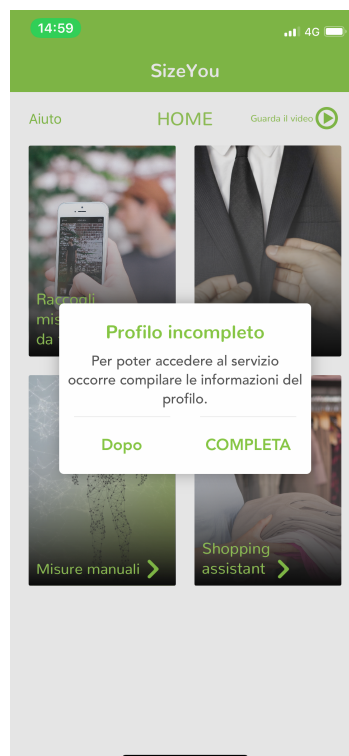 14:59
4G
SizeYou
Aiuto
HOME
Guarda il video
Raccogli
mis
da
Profilo incompleto
Per poter accedere al servizio
occorre compilare le informazioni del
profilo.
Dopo
COMPLETA
Misure manuali
Shopping
assistant